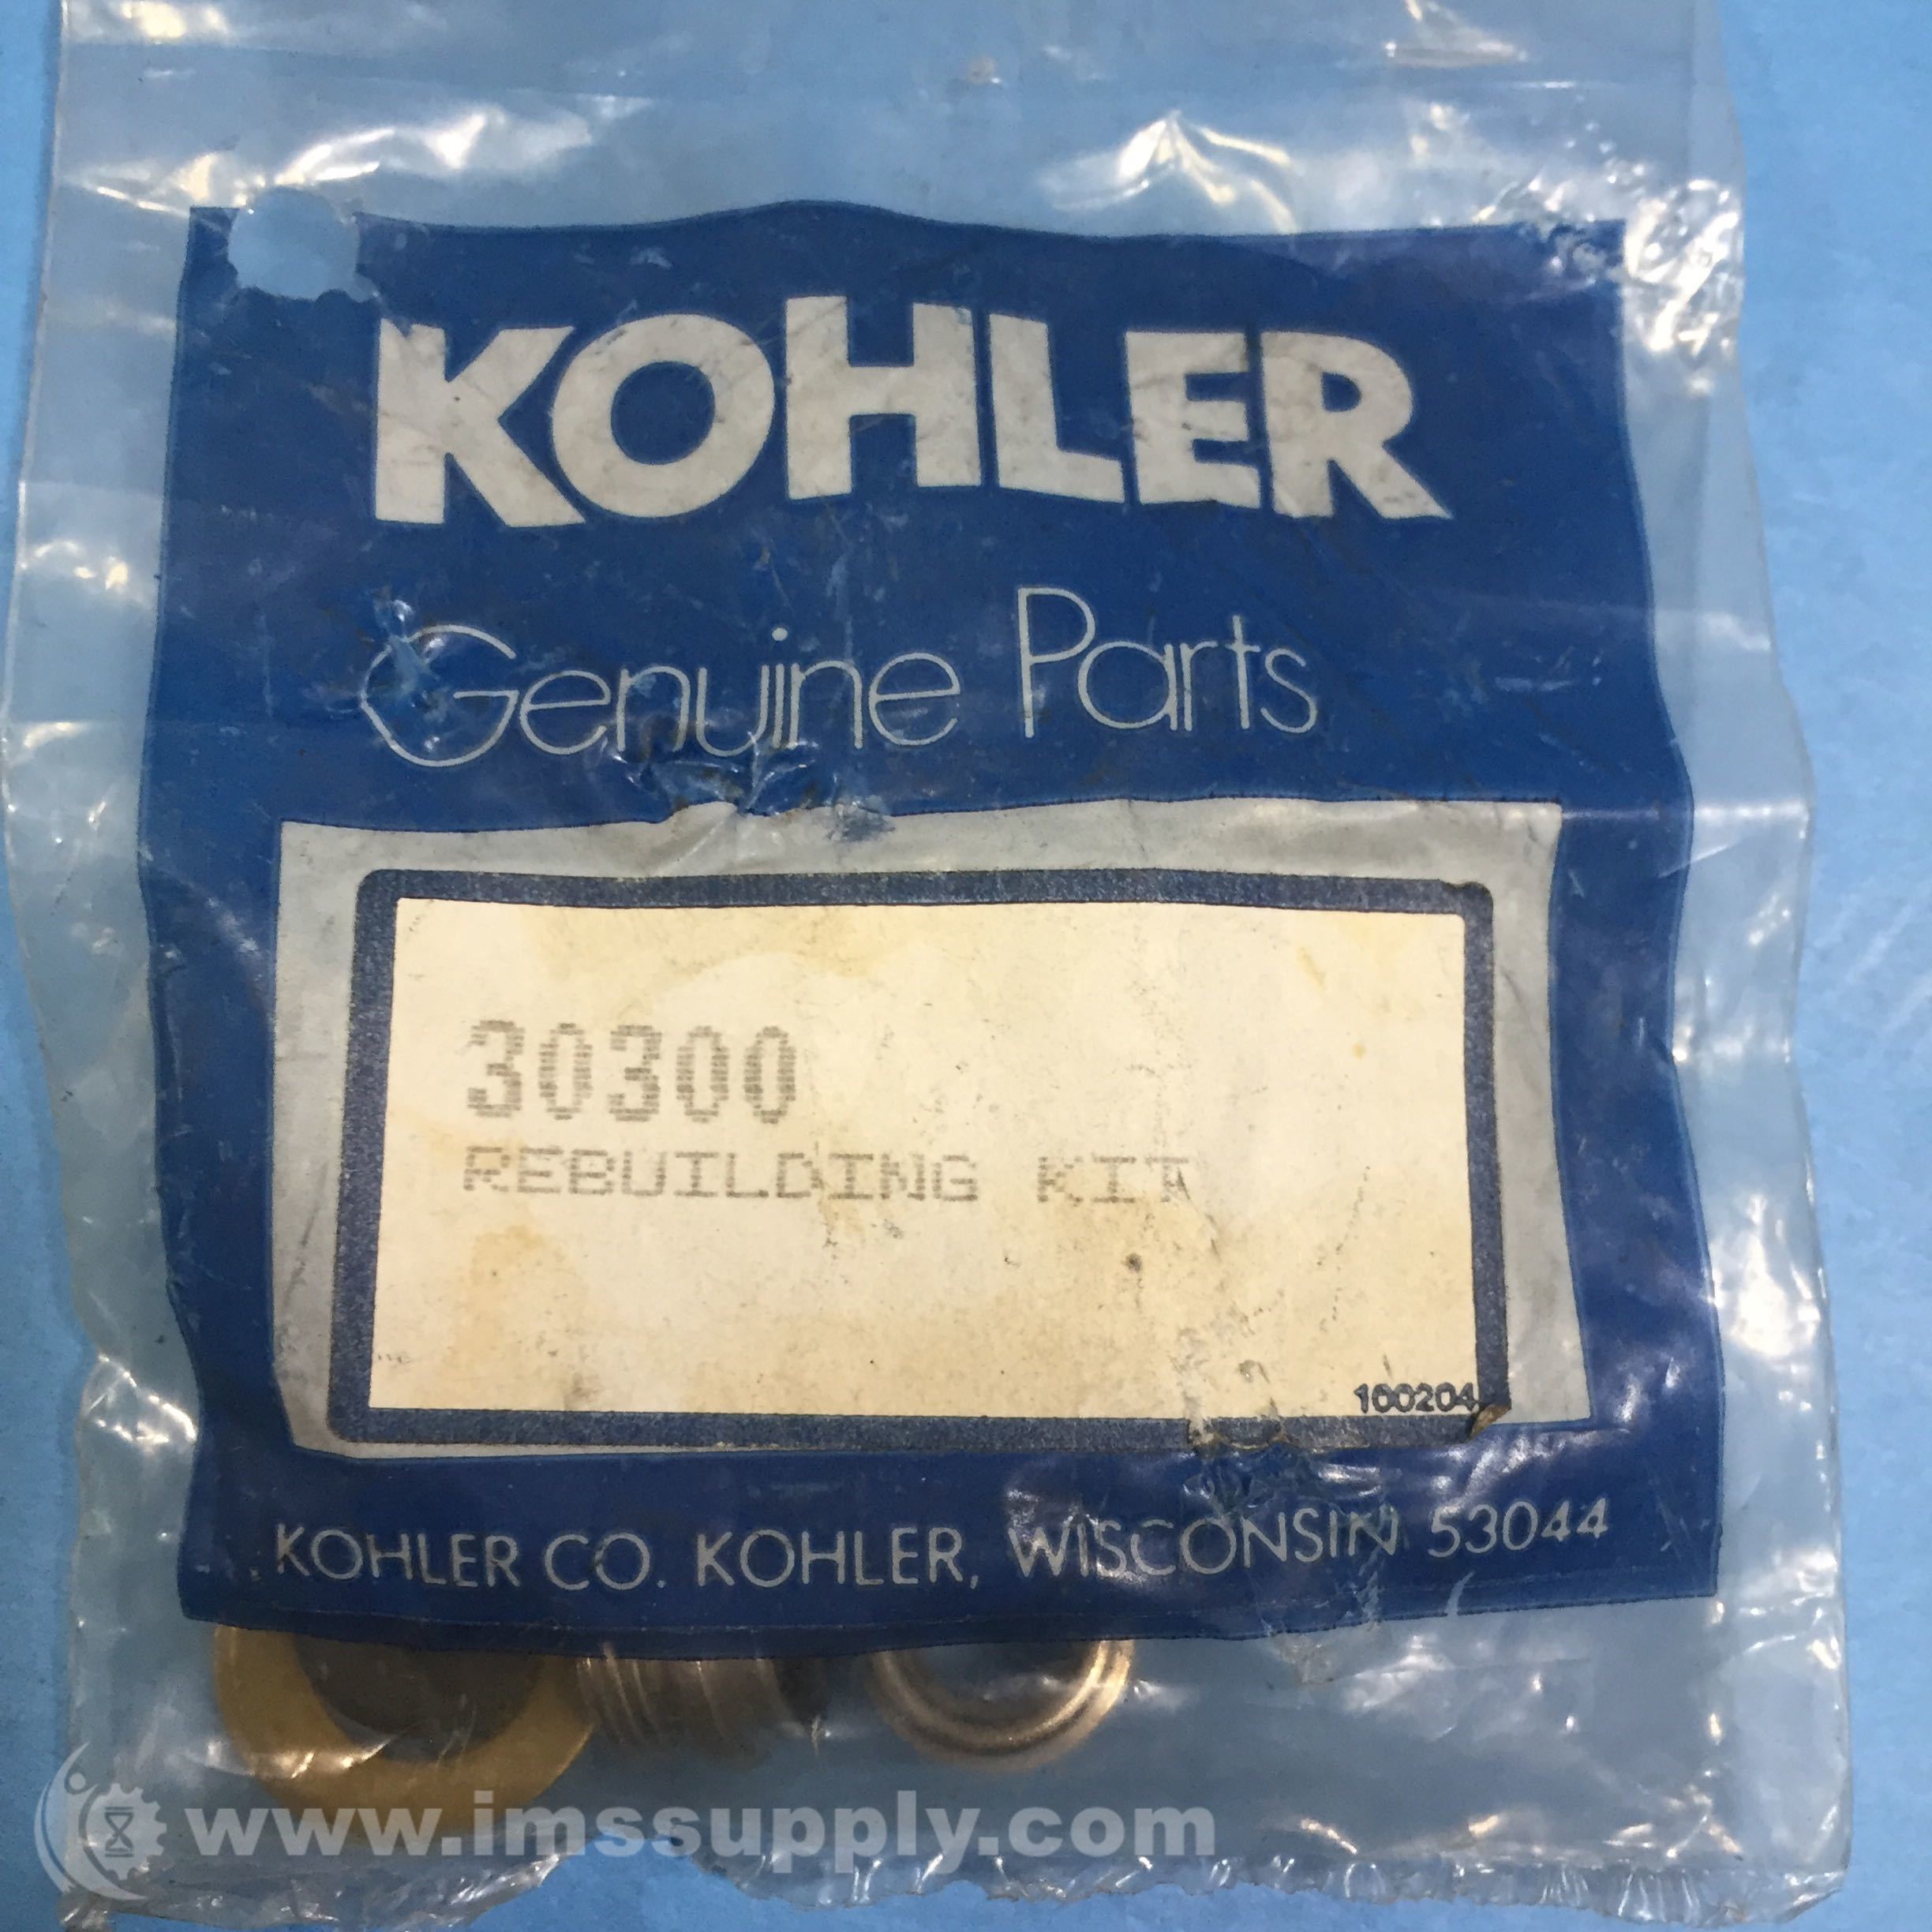 KOHLER
Genuine Parts
30300
REBUILDING KIT
100204
KOHLER CO. KOHLER, WISCONSIN 53044
www.imssupply.com